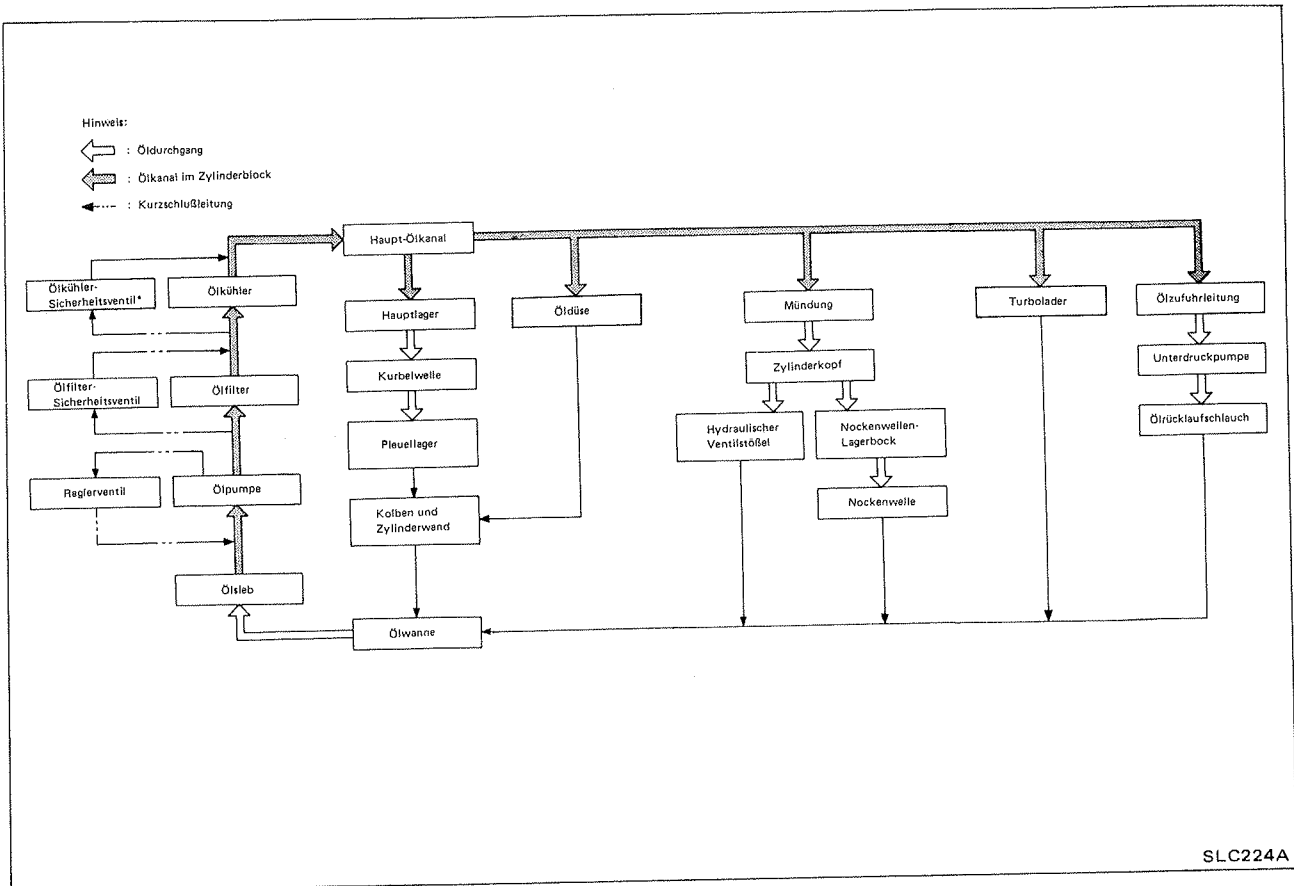 Hinweis:
: Öldurchgang
: Ölkanal im Zylinderblock
: Kurzschlußleitung
Haupt-Ölkanal
Ölkühler-
Sicherheitsventil*
Ölkühler
Hauptlager
Öldüse
Mündung
Turbolader
Ölzufuhrleitung
Kurbelwelle
Zylinderkopf
Unterdruckpumpe
Ölfilter-
Sicherheitsventil
Ölfilter
Pleuellager
Hydraulischer
Ventilstößel
Nockenwellen-
Lagerbock
Ölrücklaufschlauch
Reglerventil
Ölpumpe
Kolben und
Zylinderwand
Nockenwelle
Ölsieb
Ölwanne
SLC224A